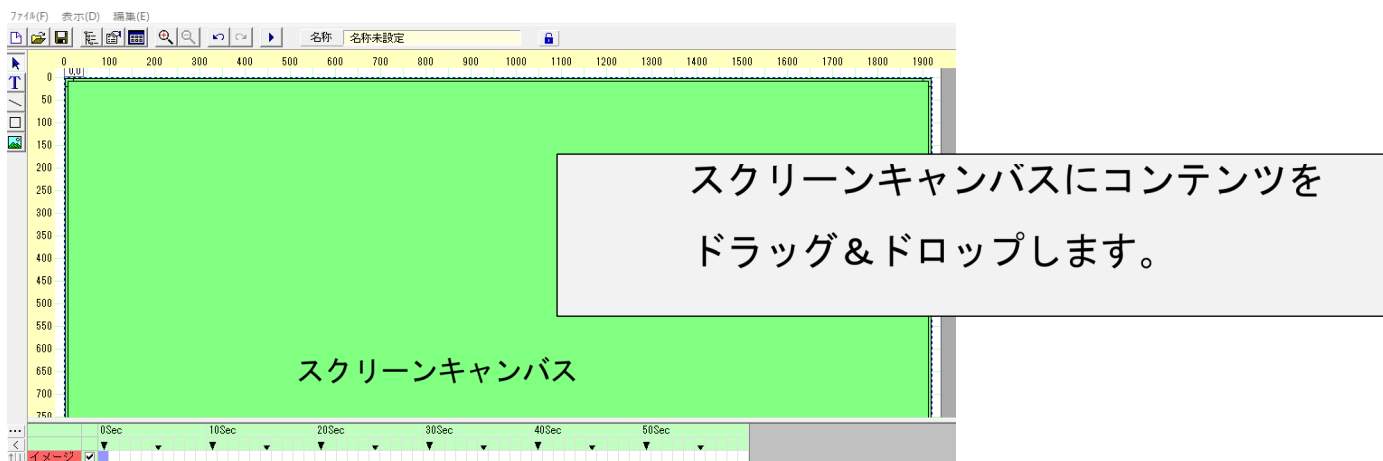 ファイル(F) 表示(D) 編集(E)
名称 名称未設定
0 100 200 300 400 500 600 700 800 900 1000 1100 1200 1300 1400 1500 1600 1700 1800 1900
0,0
0
50
100
150
200
250
300
350
400
450
500
550
600
650
700
750
T
スクリーンキャンバスにコンテンツを
ドラッグ＆ドロップします。
スクリーンキャンバス
0Sec 10Sec 20Sec 30Sec 40Sec 50Sec
イメージ